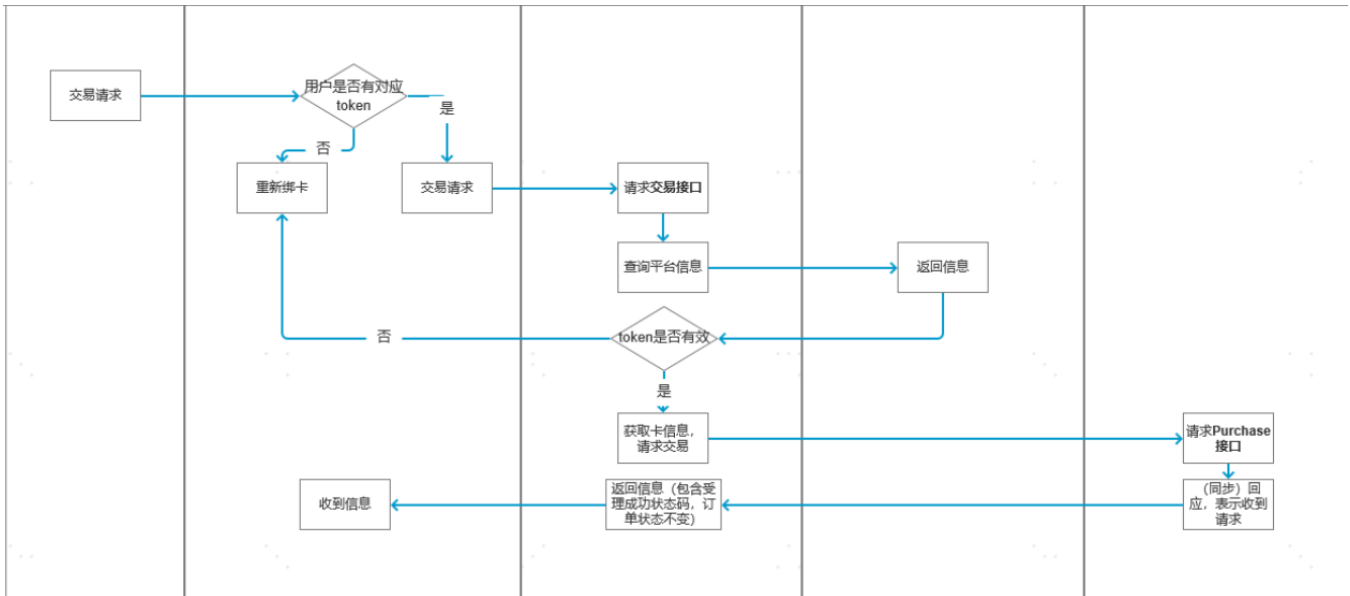 交易请求
用户是否有对应
token
是
否
重新绑卡
交易请求
请求交易接口
查询平台信息
返回信息
否
token是否有效
是
获取卡信息，
请求交易
请求Purchase
接口
收到信息
返回信息（包含受
理成功状态码，订
单状态不变）
（同步）回
应，表示收到
请求